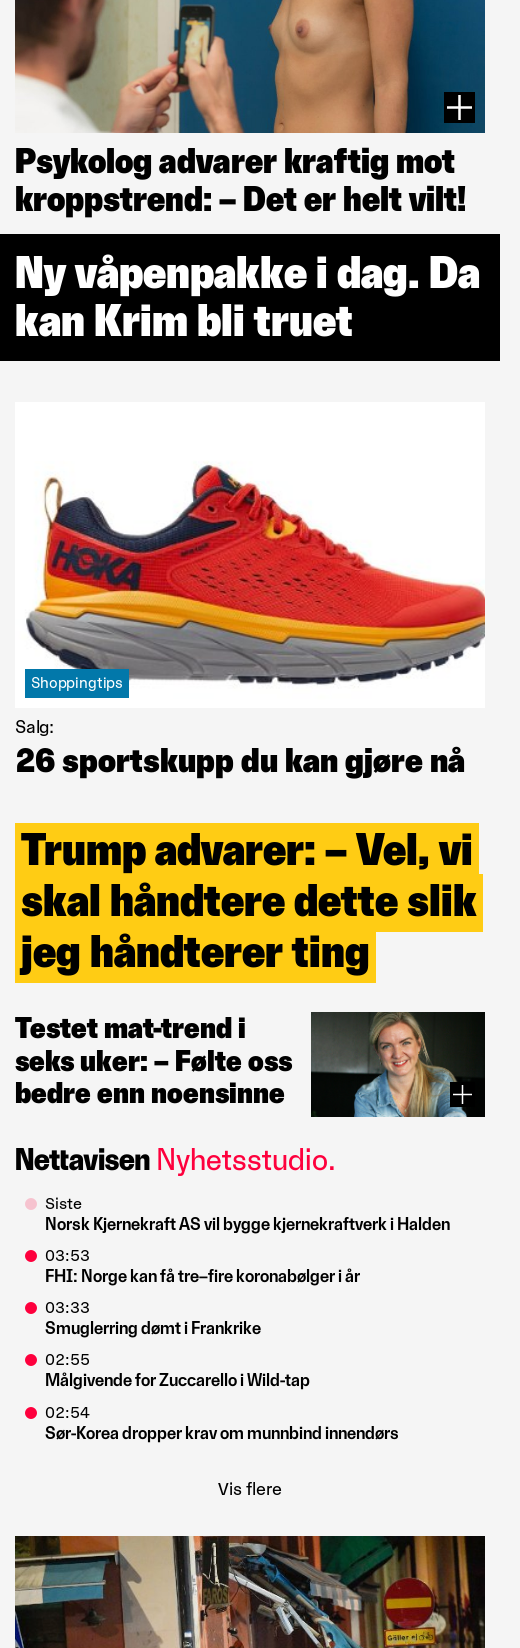 Psykolog advarer kraftig mot
kroppstrend: – Det er helt vilt!
Ny våpenpakke i dag. Da
kan Krim bli truet
HOKA
Shoppingtips
Salg:
26 sportskupp du kan gjøre nå
Trump advarer: – Vel, vi
skal håndtere dette slik
jeg håndterer ting
Testet mat-trend i
seks uker: – Følte oss
bedre enn noensinne
Nettavisen Nyhetsstudio.
Siste
Norsk Kjernekraft AS vil bygge kjernekraftverk i Halden
03:53
FHI: Norge kan få tre–fire koronabølger i år
03:33
Smuglerring dømt i Frankrike
02:55
Målgivende for Zuccarello i Wild-tap
02:54
Sør-Korea dropper krav om munnbind innendørs
Vis flere